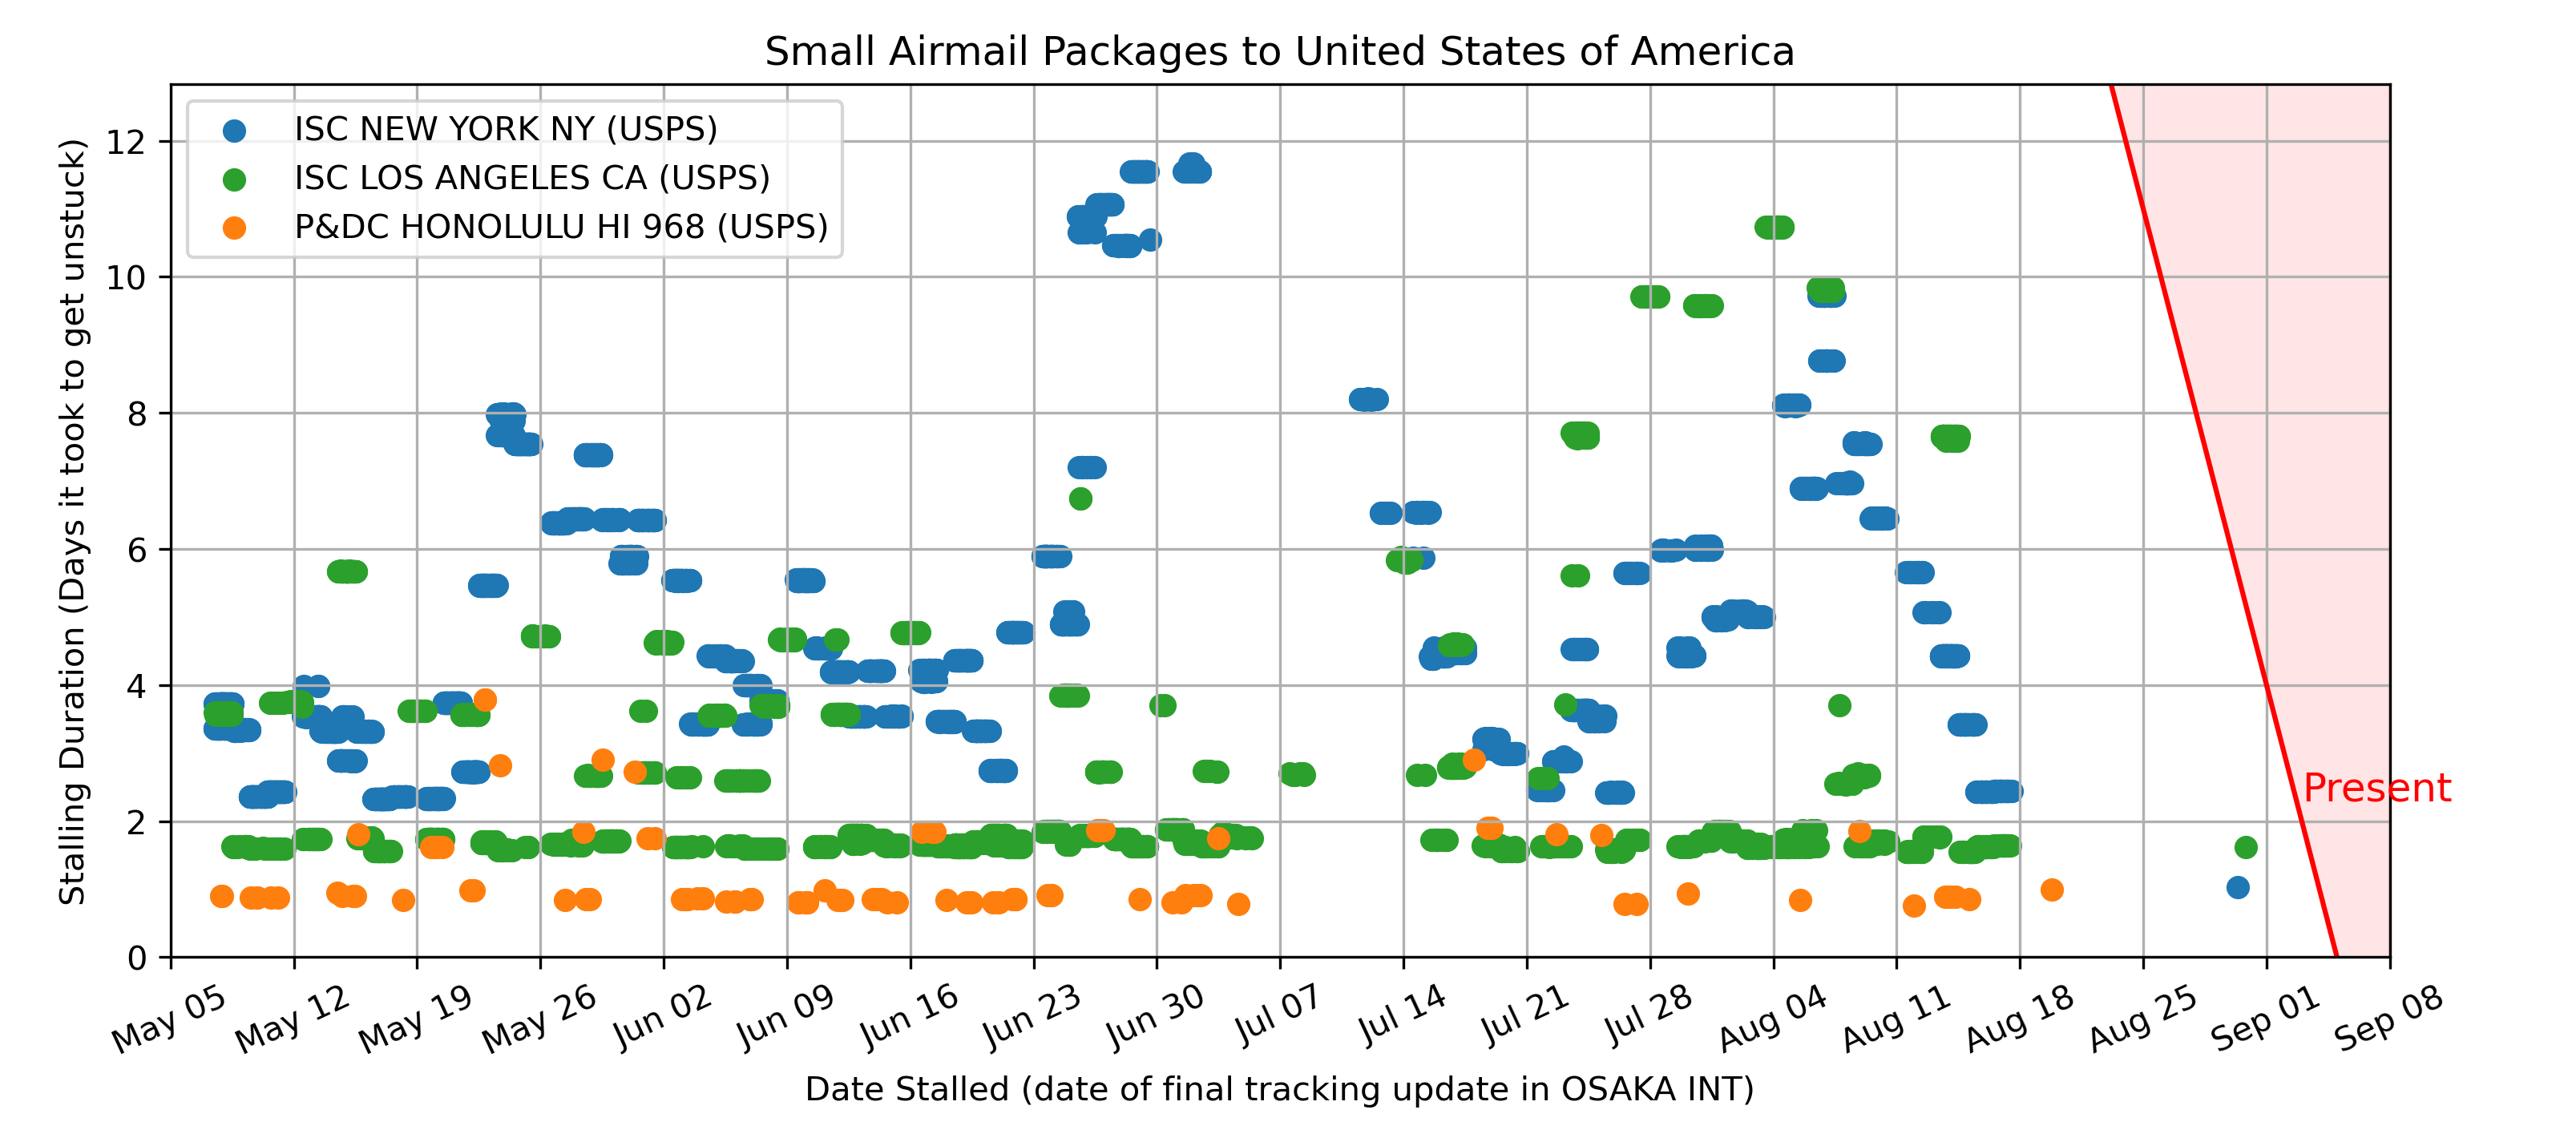 Small Airmail Packages to United States of America
ISC NEW YORK NY (USPS)
ISC LOS ANGELES CA (USPS)
P&DC HONOLULU HI 968 (USPS)
Stalling Duration (Days it took to get unstuck)
12
10
8
6
4
2
0
Present
May 05
May 12
May 19
May 26
Jun 02
Jun 09
Jun 16
Jun 23
Jun 30
Jul 07
Jul 14
Jul 21
Jul 28
Aug 04
Aug 11
Aug 18
Aug 25
Sep 01
Sep 08
Date Stalled (date of final tracking update in OSAKA INT)